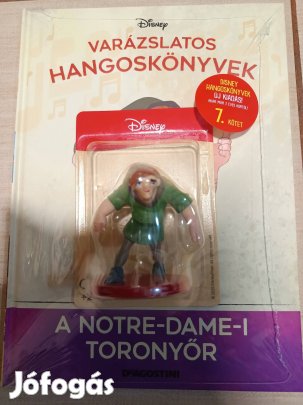 Disney
VARÁZSLATOS
HANGOSKÖNYVEK
DISNEY
HANGOSKÖNYVEK
ÚJ KIADÁS!
7. KÖTET
Disney
A NOTRE-DAME-I
TORONYŐR
DEAGOSTINI
Jófogás